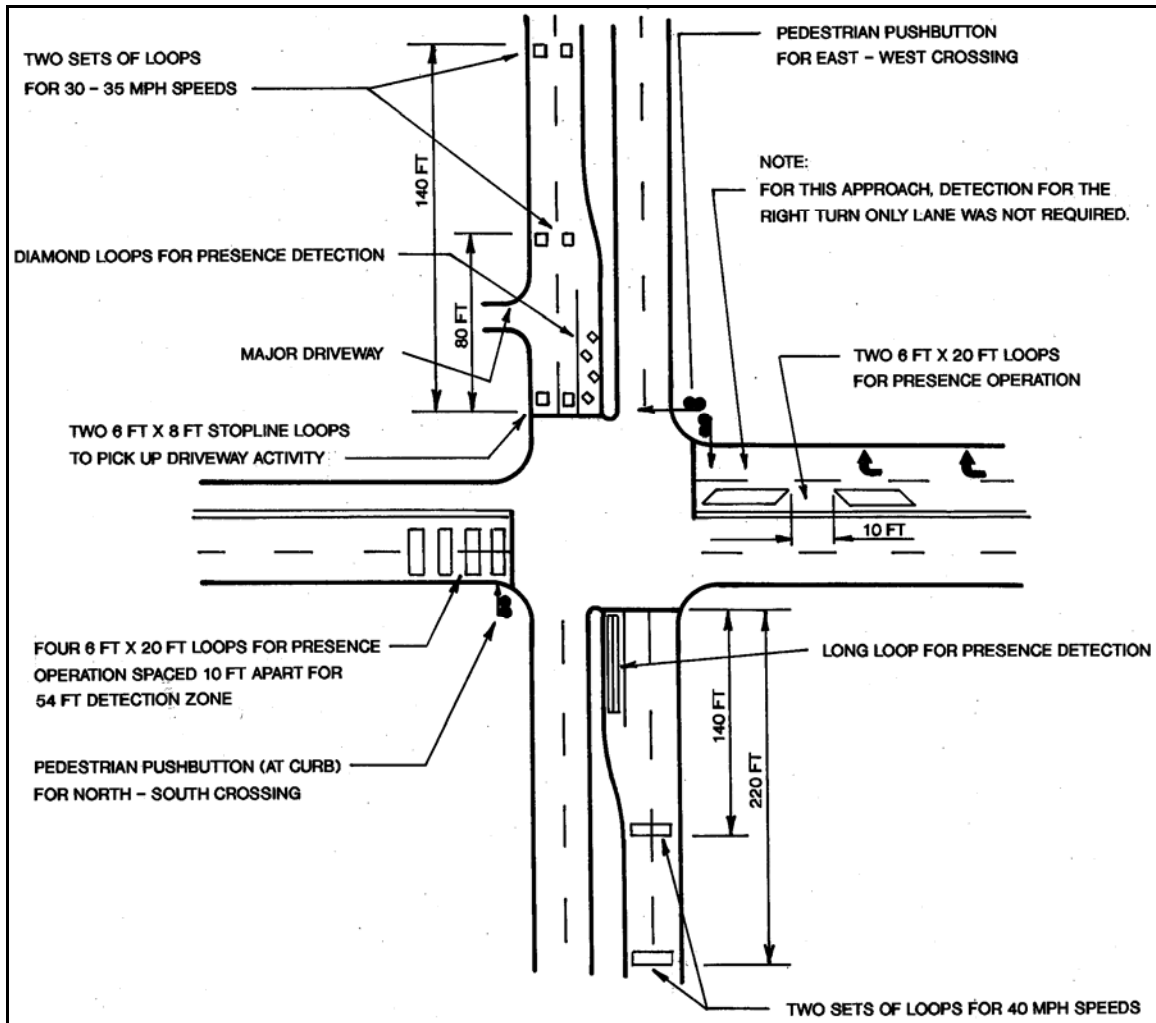 TWO SETS OF LOOPS
FOR 30 – 35 MPH SPEEDS
PEDESTRIAN PUSHBUTTON
FOR EAST – WEST CROSSING
140 FT
NOTE:
FOR THIS APPROACH, DETECTION FOR THE
RIGHT TURN ONLY LANE WAS NOT REQUIRED.
DIAMOND LOOPS FOR PRESENCE DETECTION
80 FT
MAJOR DRIVEWAY
TWO 6 FT X 20 FT LOOPS
FOR PRESENCE OPERATION
TWO 6 FT X 8 FT STOPLINE LOOPS
TO PICK UP DRIVEWAY ACTIVITY
10 FT
FOUR 6 FT X 20 FT LOOPS FOR PRESENCE
OPERATION SPACED 10 FT APART FOR
54 FT DETECTION ZONE
LONG LOOP FOR PRESENCE DETECTION
140 FT
220 FT
PEDESTRIAN PUSHBUTTON (AT CURB)
FOR NORTH – SOUTH CROSSING
TWO SETS OF LOOPS FOR 40 MPH SPEEDS